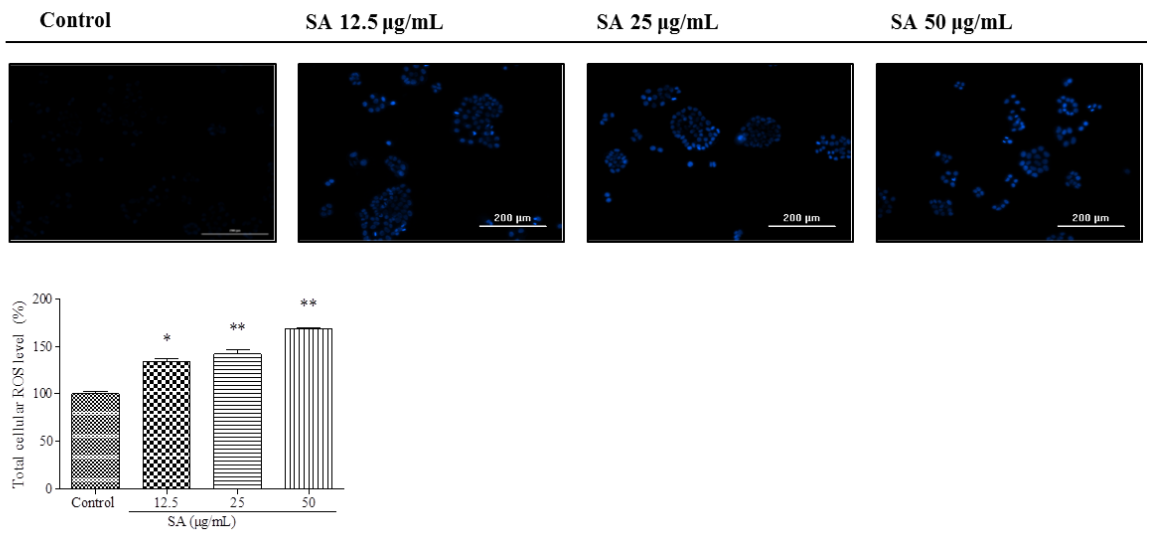 Control SA 12.5 µg/mL SA 25 µg/mL SA 50 µg/mL
200 µm 200 µm 200 µm
Total cellular ROS level (%)
200
150
100
50
0
*
**
**
Control 12.5 25 50
SA (µg/mL)